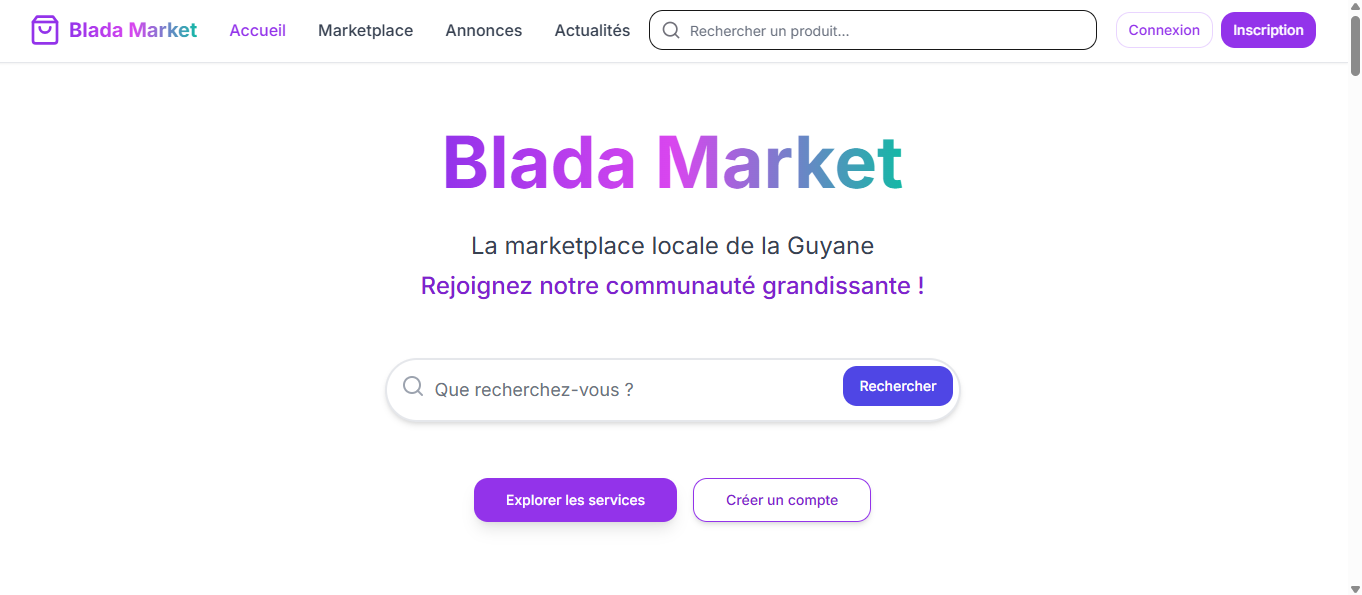 Blada Market Accueil Marketplace Annonces Actualités Rechercher un produit... Connexion Inscription
Blada Market
La marketplace locale de la Guyane
Rejoignez notre communauté grandissante !
Que recherchez-vous ? Rechercher
Explorer les services Créer un compte